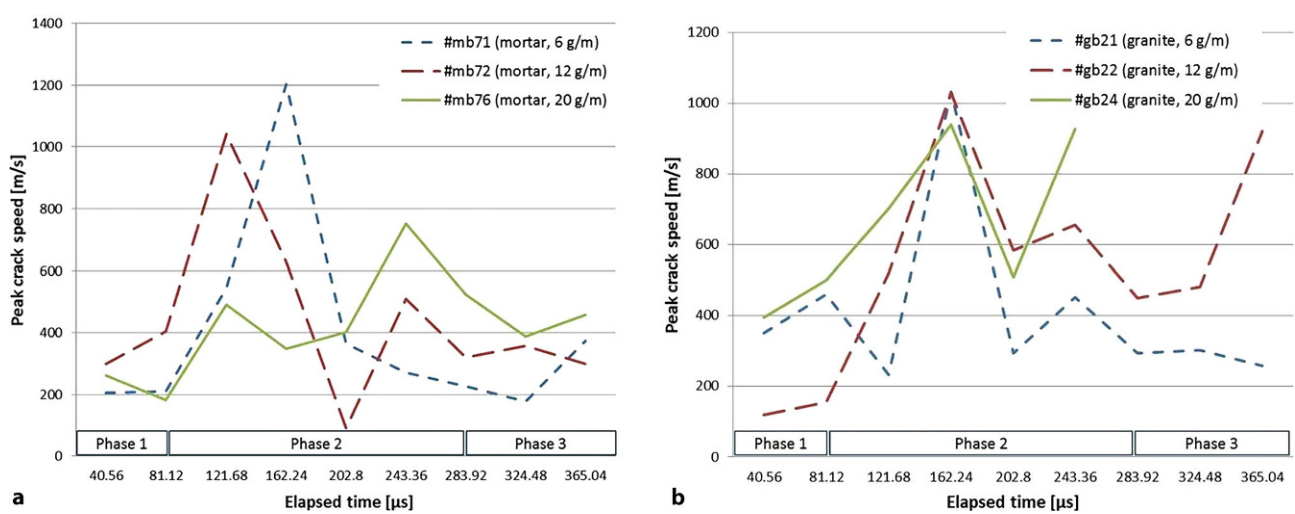 1400
1200
1000
800
600
400
200
0
Peak crack speed [m/s]
#mb71 (mortar, 6 g/m)
#mb72 (mortar, 12 g/m)
#mb76 (mortar, 20 g/m)
Phase 1
Phase 2
Phase 3
40.56 81.12 121.68 162.24 202.8 243.36 283.92 324.48 365.04
Elapsed time [µs]
a
1200
1000
800
600
400
200
0
Peak crack speed [m/s]
#gb21 (granite, 6 g/m)
#gb22 (granite, 12 g/m)
#gb24 (granite, 20 g/m)
Phase 1
Phase 2
Phase 3
40.56 81.12 121.68 162.24 202.8 243.36 283.92 324.48 365.04
Elapsed time [µs]
b